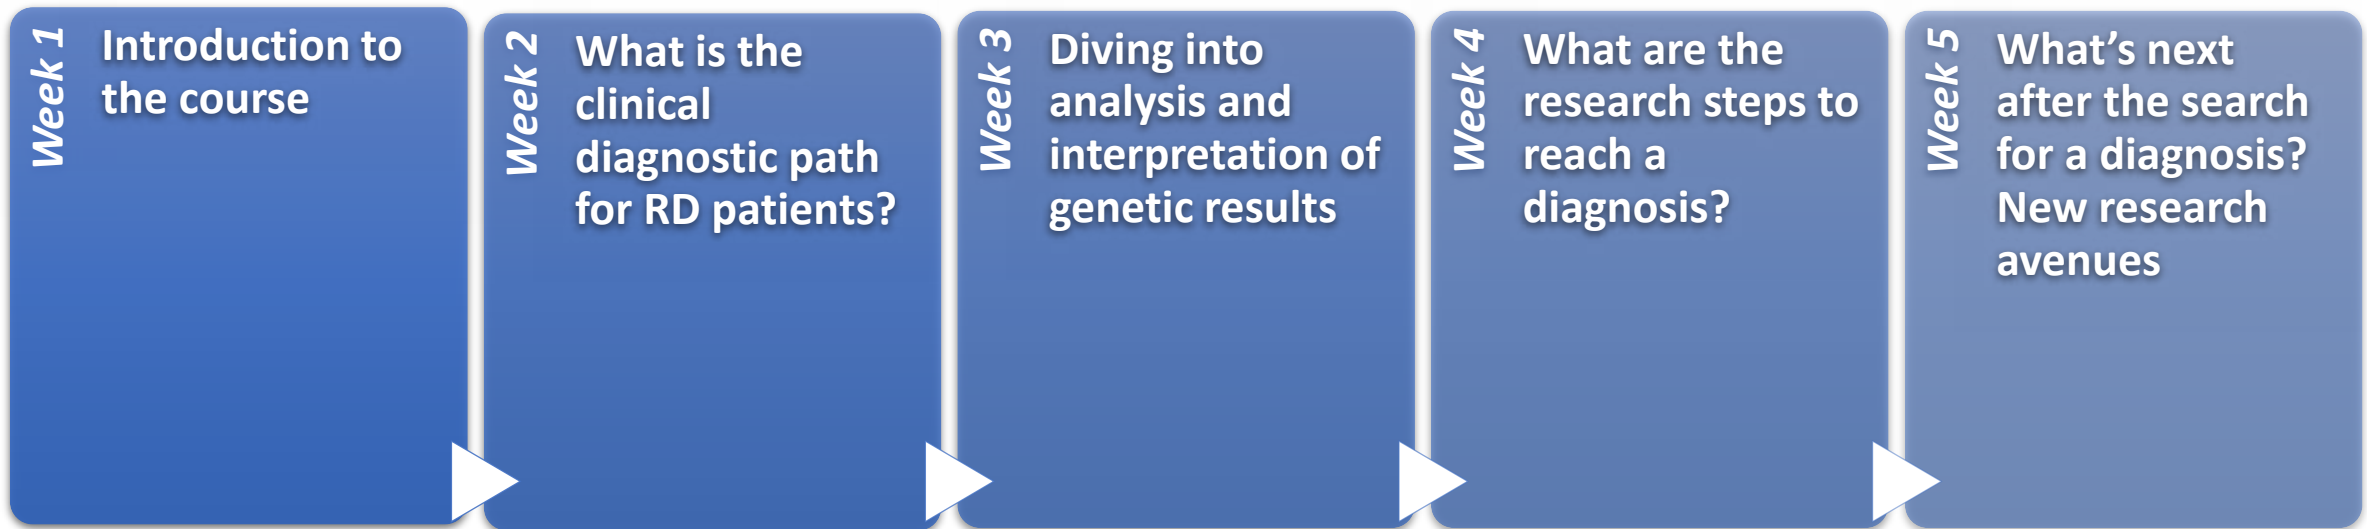 Week 1
Introduction to
the course
Week 2
What is the
clinical
diagnostic path
for RD patients?
Week 3
Diving into
analysis and
interpretation of
genetic results
Week 4
What are the
research steps to
reach a
diagnosis?
Week 5
What’s next
after the search
for a diagnosis?
New research
avenues